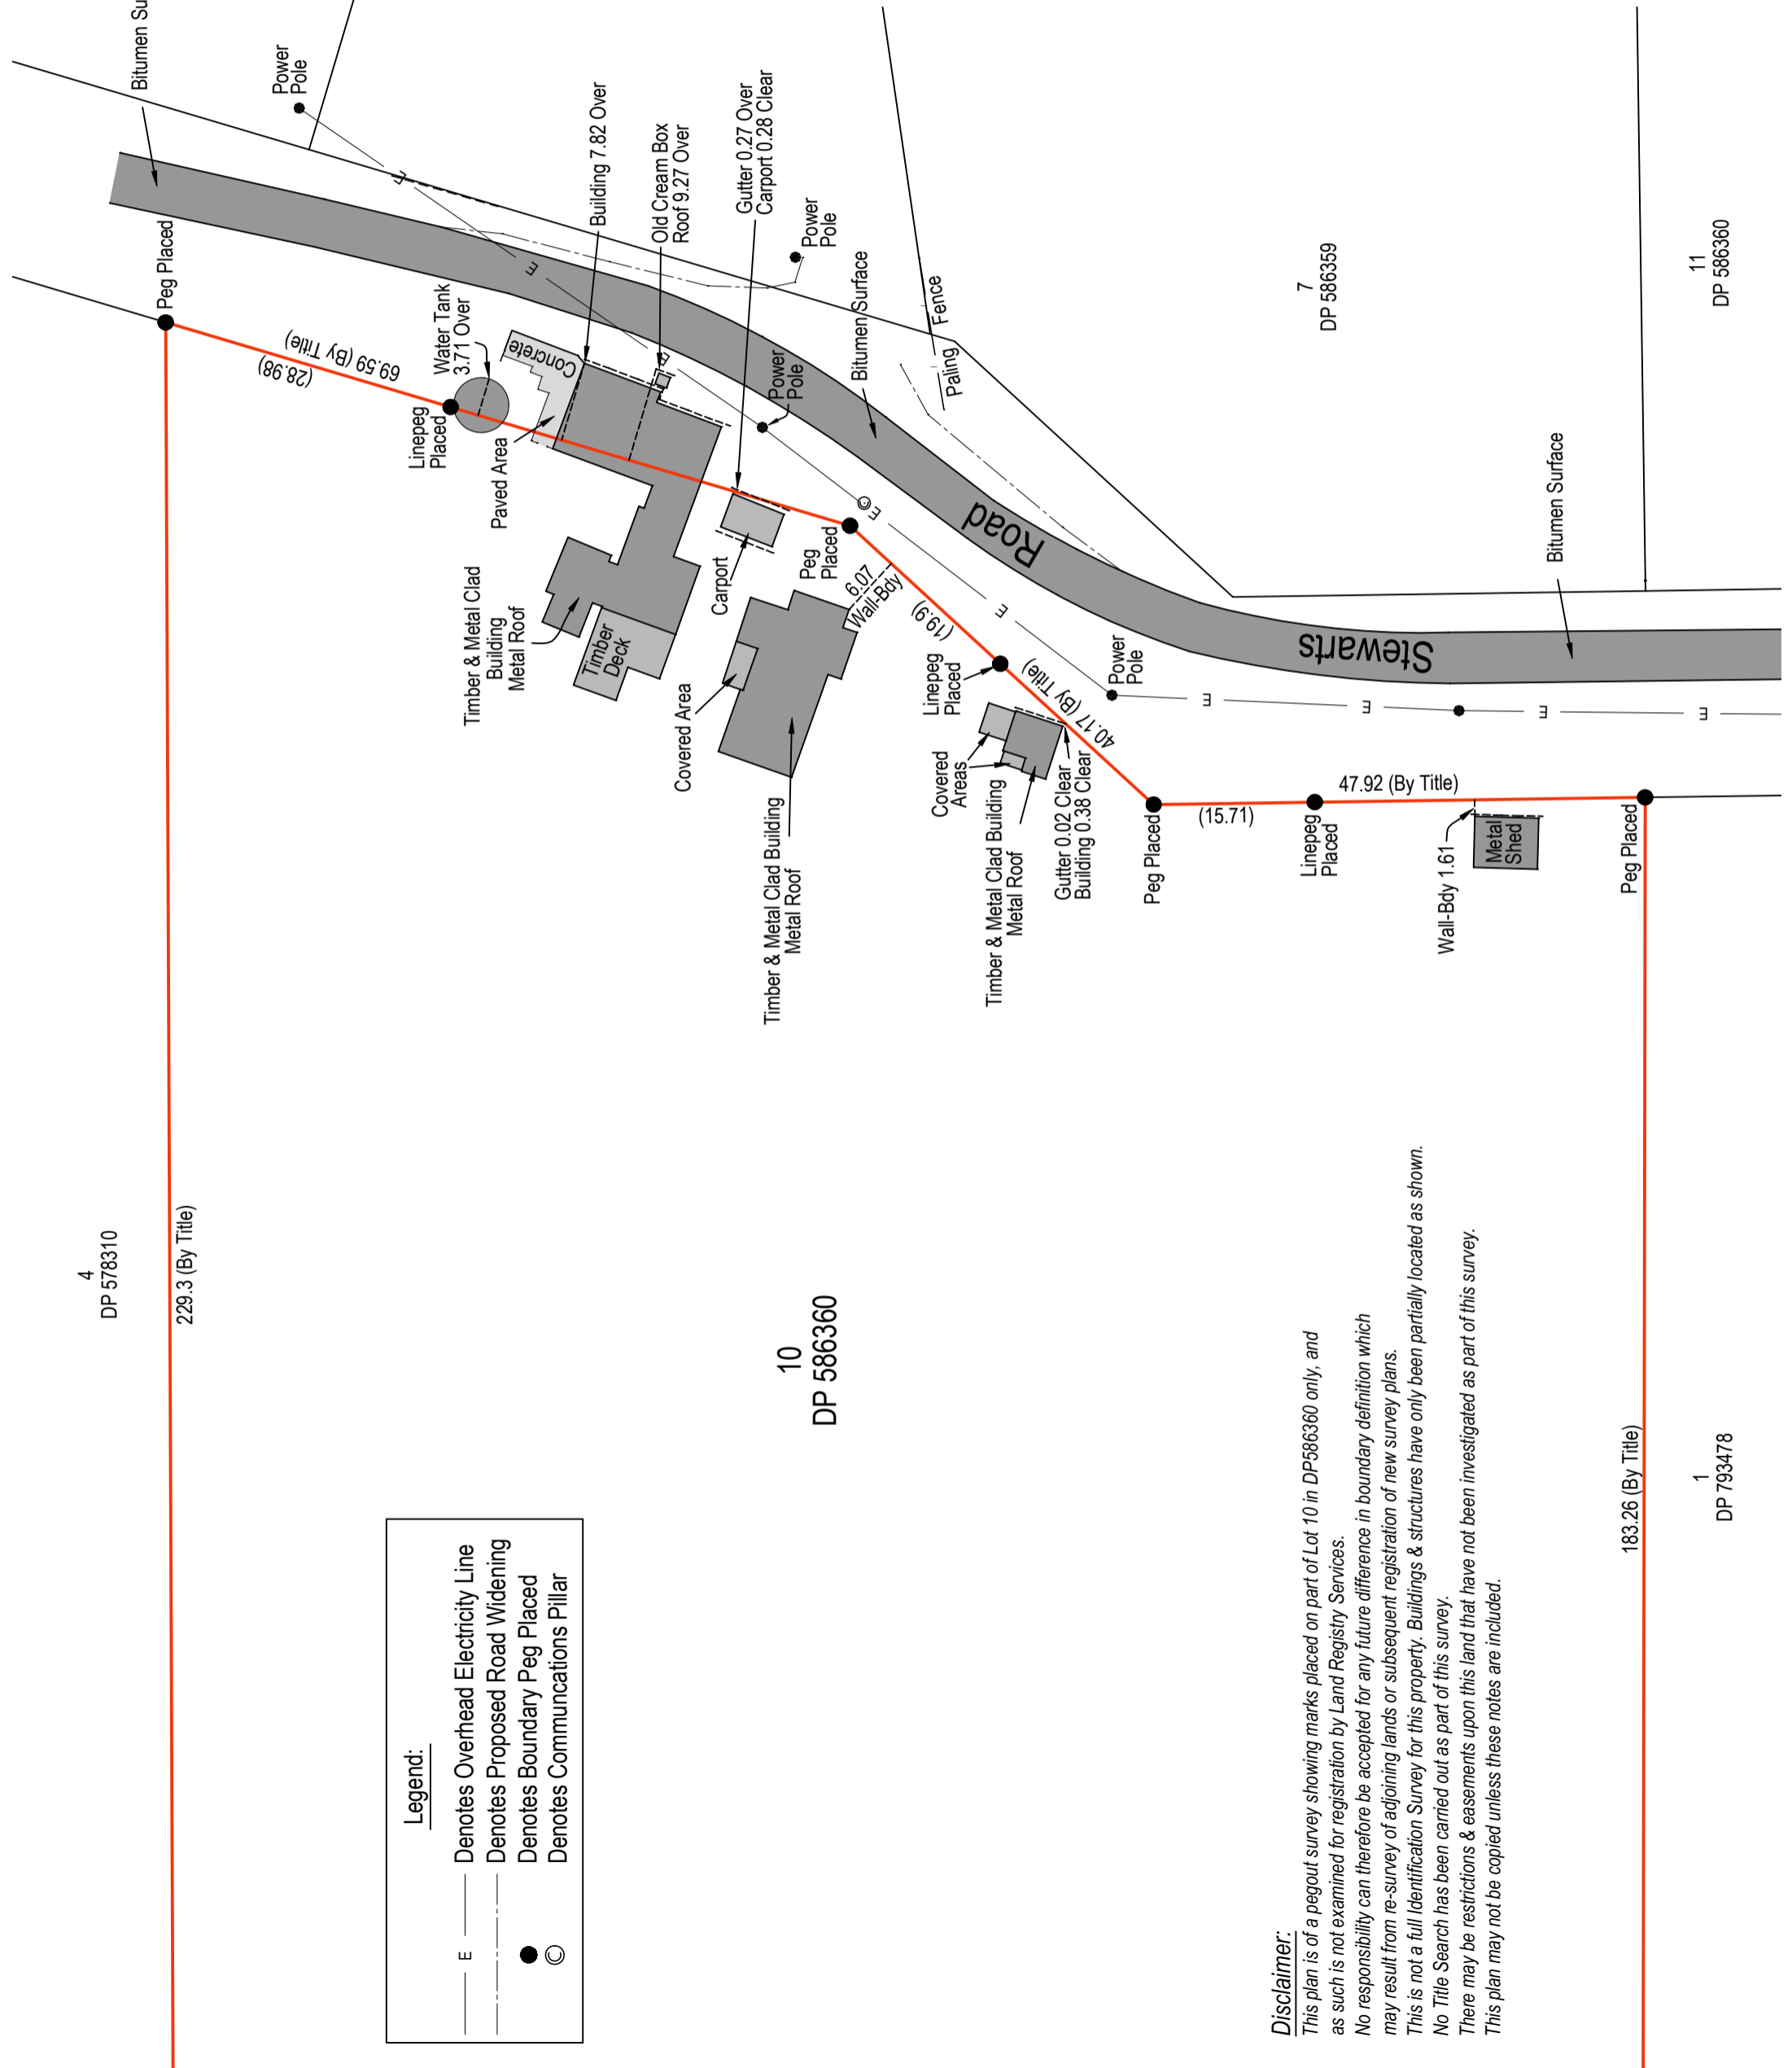 Bitumen Su
Power
Pole
Peg Placed
69.59 (By Title)
(28.98)
Water Tank
3.71 Over
Linepeg
Placed
Concrete
Paved Area
Building 7.82 Over
Old Cream Box
Roof 9.27 Over
Gutter 0.27 Over
Carport 0.28 Clear
Power
Pole
E
E
E
Power
Pole
Bitumen Surface
Paling
Fence
7
DP 586359
11
DP 586360
Timber & Metal Clad
Building
Metal Roof
Timber
Deck
Carport
Peg
Placed
6.07
Wall-Bdy
(19.9)
E
Road
Stewarts
Covered Area
Timber & Metal Clad Building
Metal Roof
Linepeg
Placed
40.17 (By Title)
E
Power
Pole
Covered
Areas
Timber & Metal Clad Building
Metal Roof
Gutter 0.02 Clear
Building 0.38 Clear
Peg Placed
(15.71)
Linepeg
Placed
47.92 (By Title)
Wall-Bdy 1.61
Metal
Shed
Peg Placed
E
E
E
E
Bitumen Surface
©
4
DP 578310
229.3 (By Title)
10
DP 586360
183.26 (By Title)
1
DP 793478
Legend:
E Denotes Overhead Electricity Line
Denotes Proposed Road Widening
Denotes Boundary Peg Placed
© Denotes Communcations Pillar
Disclaimer:
This plan is of a pegout survey showing marks placed on part of Lot 10 in DP586360 only, and
as such is not examined for registration by Land Registry Services.
No responsibility can therefore be accepted for any future difference in boundary definition which
may result from re-survey of adjoining lands or subsequent registration of new survey plans.
This is not a full Identification Survey for this property. Buildings & structures have only been partially located as shown.
No Title Search has been carried out as part of this survey.
There may be restrictions & easements upon this land that have not been investigated as part of this survey.
This plan may not be copied unless these notes are included.